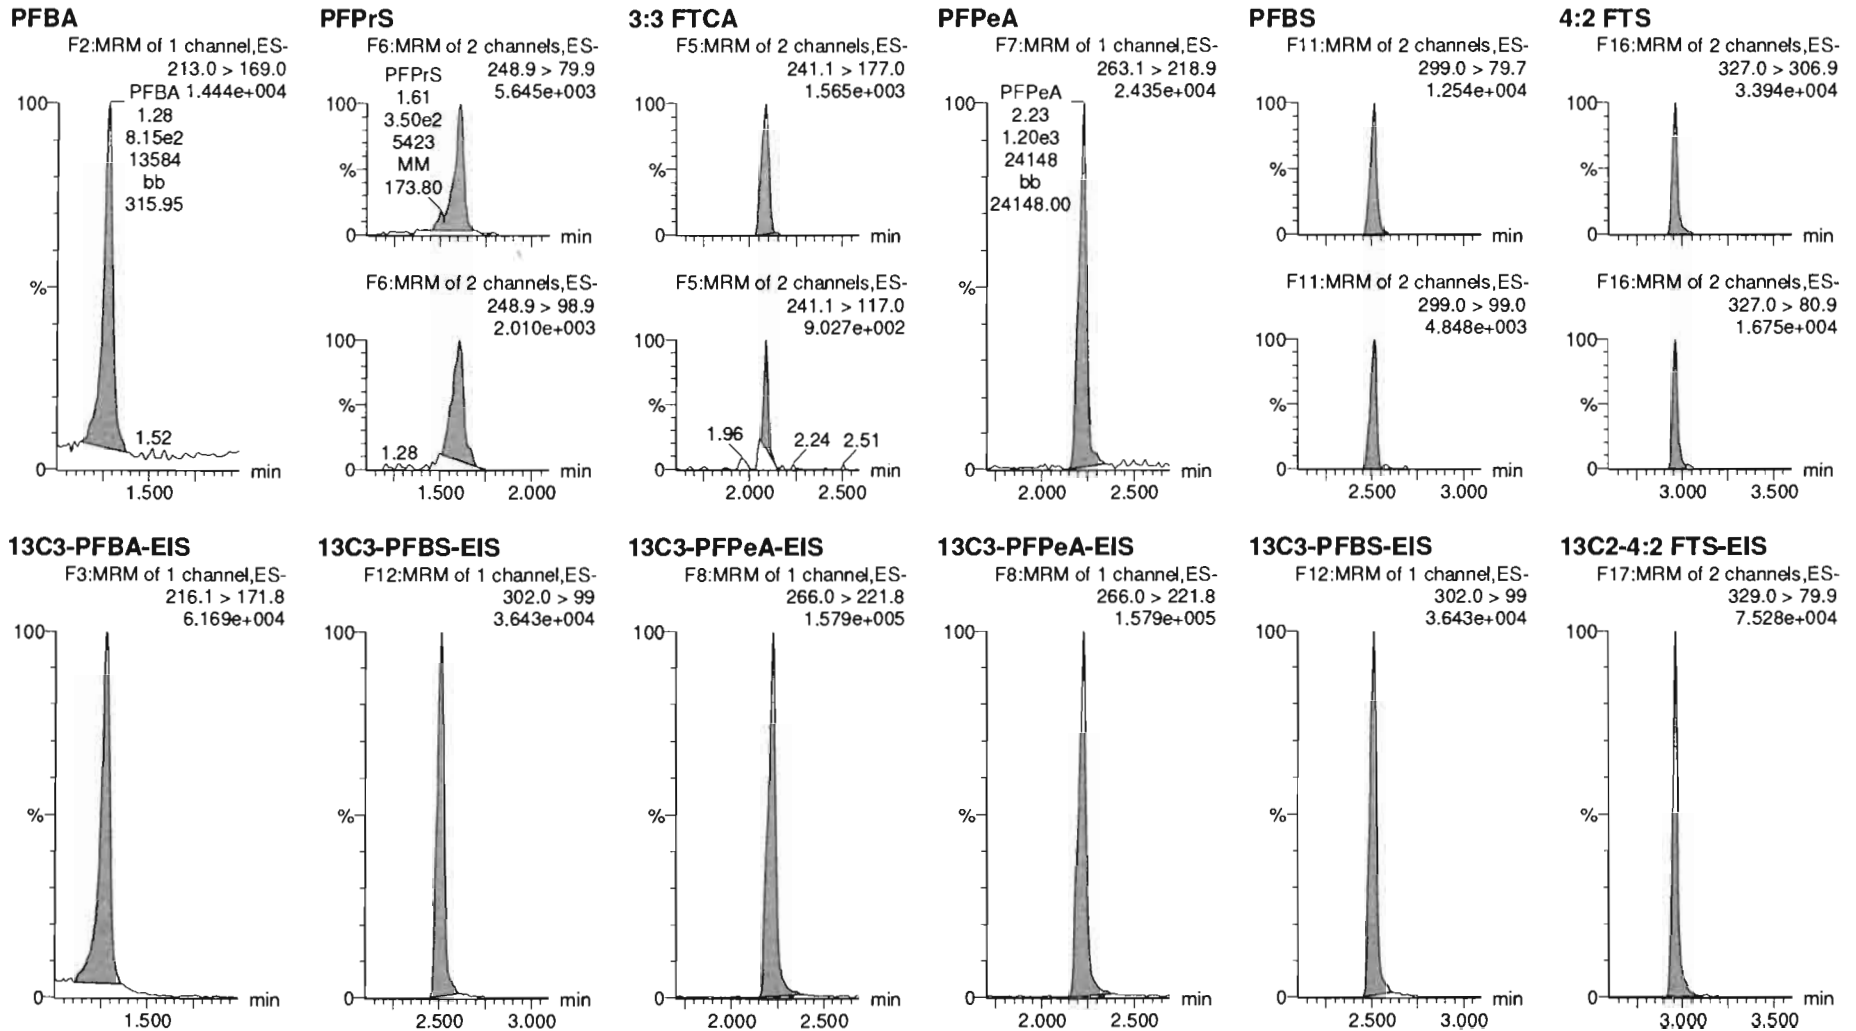 PFBA
F2:MRM of 1 channel,ES-
213.0 > 169.0
PFBA 1.444e+004
1.28
8.15e2
13584
bb
315.95
100
%
0
1.52
min
1.500
PFPrS
F6:MRM of 2 channels,ES-
248.9 > 79.9
5.645e+003
PFPrS
1.61
3.50e2
5423
MM
173.80
100
%
0
min
F6:MRM of 2 channels,ES-
248.9 > 98.9
2.010e+003
100
%
0
1.28
min
1.500 2.000
3:3 FTCA
F5:MRM of 2 channels,ES-
241.1 > 177.0
1.565e+003
100
%
0
min
F5:MRM of 2 channels,ES-
241.1 > 117.0
9.027e+002
100
%
0
1.96 2.24 2.51
min
2.000 2.500
PFPeA
F7:MRM of 1 channel,ES-
263.1 > 218.9
2.435e+004
PFPeA
2.23
1.20e3
24148
bb
24148.00
100
%
0
min
2.000 2.500
PFBS
F11:MRM of 2 channels,ES-
299.0 > 79.7
1.254e+004
100
%
0
min
F11:MRM of 2 channels,ES-
299.0 > 99.0
4.848e+003
100
%
0
min
2.500 3.000
4:2 FTS
F16:MRM of 2 channels,ES-
327.0 > 306.9
3.394e+004
100
%
0
min
F16:MRM of 2 channels,ES-
327.0 > 80.9
1.675e+004
100
%
0
min
3.000 3.500
13C3-PFBA-EIS
F3:MRM of 1 channel,ES-
216.1 > 171.8
6.169e+004
100
%
0
min
1.500
13C3-PFBS-EIS
F12:MRM of 1 channel,ES-
302.0 > 99
3.643e+004
100
%
0
min
2.500 3.000
13C3-PFPeA-EIS
F8:MRM of 1 channel,ES-
266.0 > 221.8
1.579e+005
100
%
0
min
2.000 2.500
13C3-PFPeA-EIS
F8:MRM of 1 channel,ES-
266.0 > 221.8
1.579e+005
100
%
0
min
2.000 2.500
13C3-PFBS-EIS
F12:MRM of 1 channel,ES-
302.0 > 99
3.643e+004
100
%
0
min
2.500 3.000
13C2-4:2 FTS-EIS
F17:MRM of 2 channels,ES-
329.0 > 79.9
7.528e+004
100
%
0
min
3.000 3.500